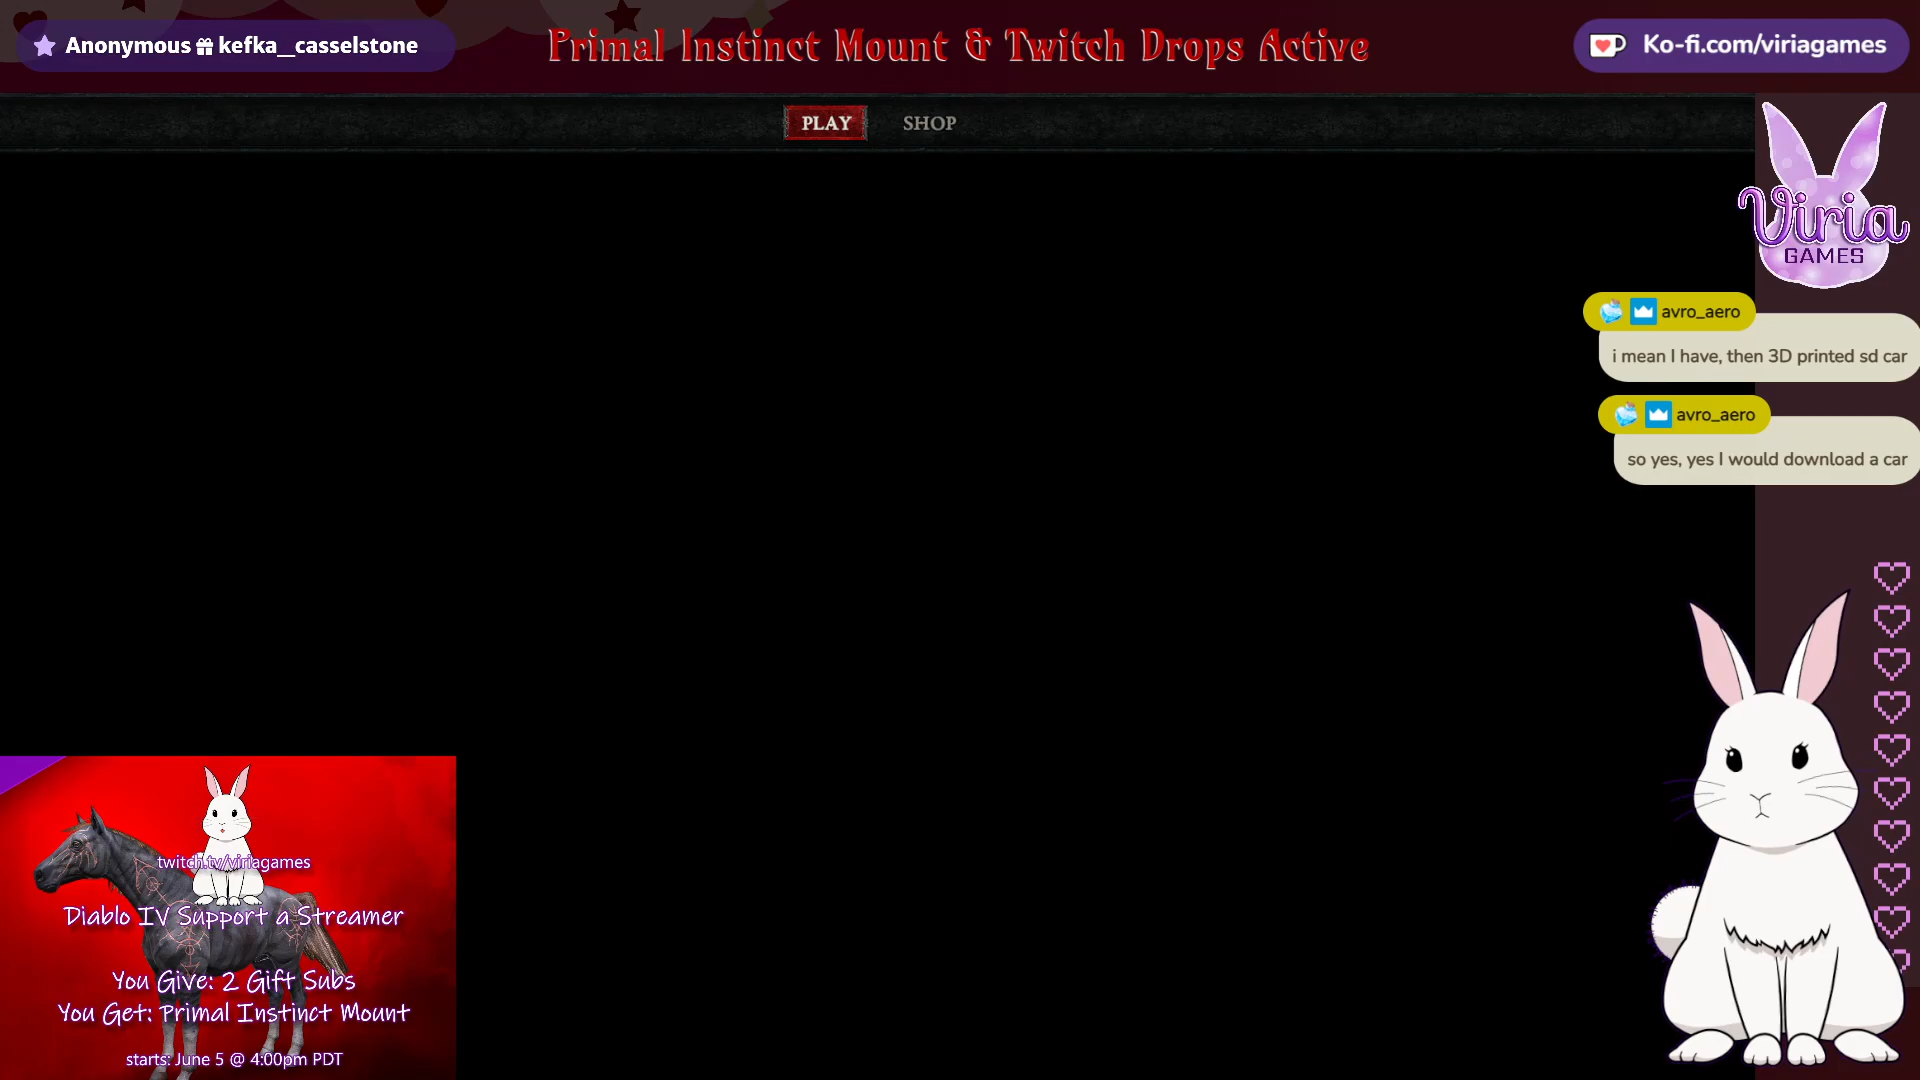 Anonymous kefka__casselstone
Primal Instinct Mount & Twitch Drops Active
Ko-fi.com/viriagames
PLAY
SHOP
Viria
GAMES
avro_aero
i mean I have, then 3D printed sd car
avro_aero
so yes, yes I would download a car
twitch.tv/viriagames
Diablo IV Support a Streamer
You Give: 2 Gift Subs
You Get: Primal Instinct Mount
starts: June 5 @ 4:00pm PDT